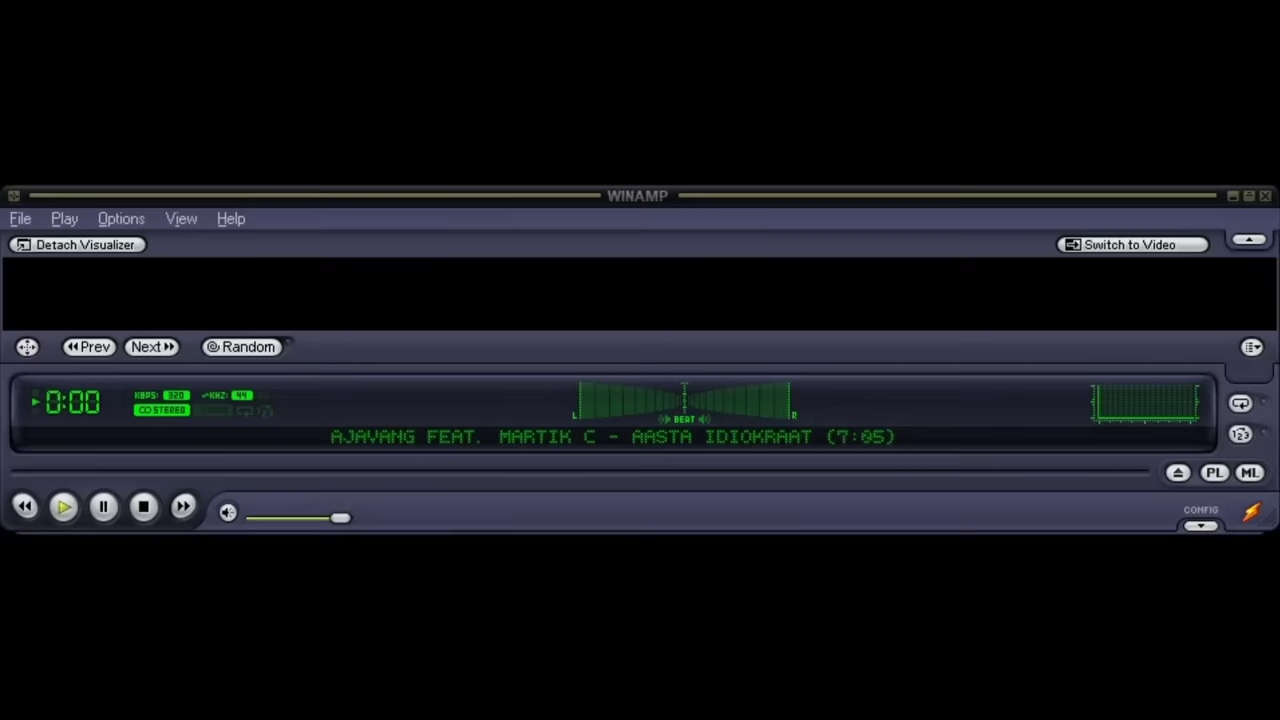 WINAMP
File Play Options View Help
Detach Visualizer Switch to Video
Prev Next Random
0:00 KBPS: 320 KHZ: 44
STEREO
L R
BEAT
AJAVANG FEAT. MARTIK C - AASTA IDIOKRAAT (7:05)
123
PL ML
CONFIG